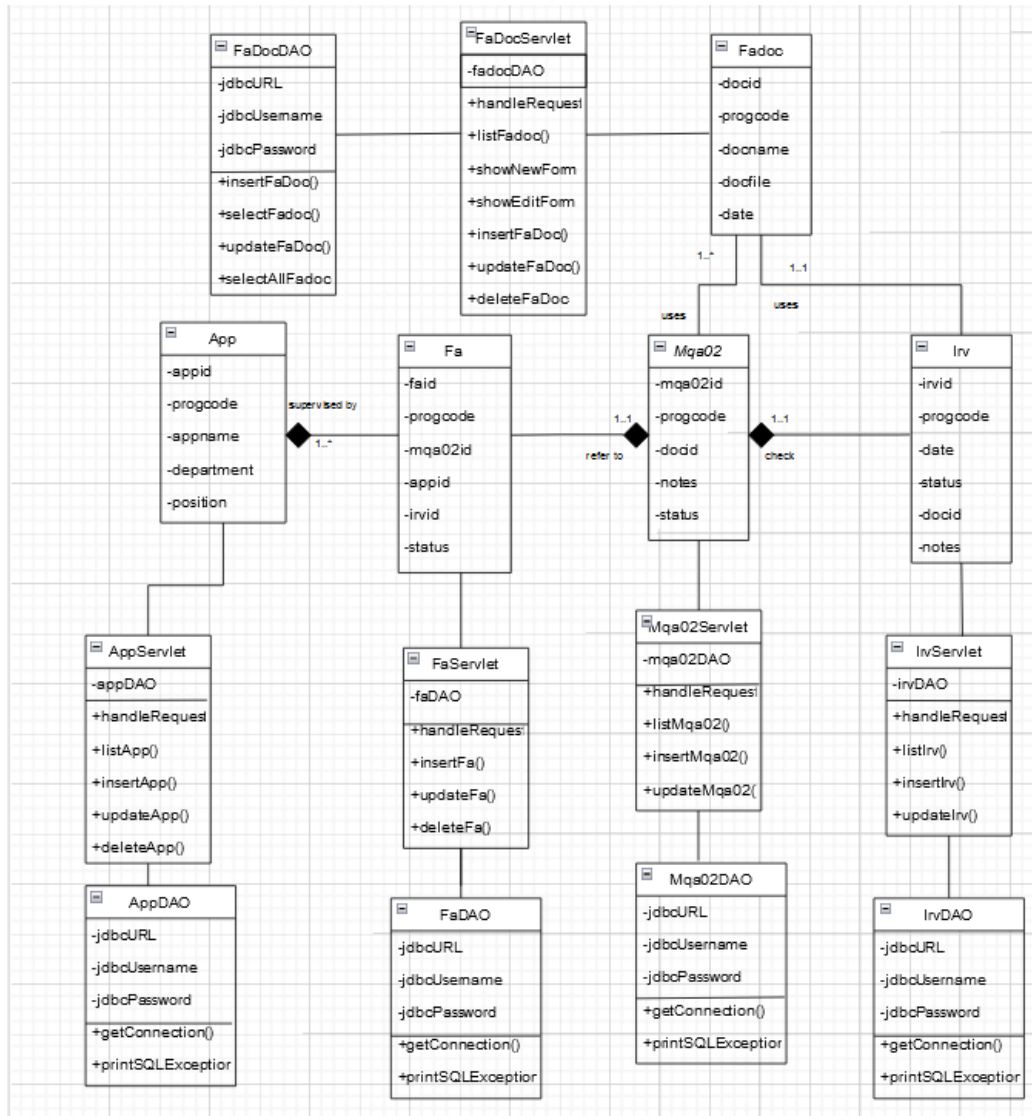 FaDocDAO
-jdbcURL
-jdbcUsername
-jdbcPassword
+insertFaDoc()
+selectFadoc()
+updateFaDoc()
+selectAllFadoc
FaDocServlet
-fadocDAO
+handleRequest
+listFadoc()
+showNewForm
+showEditForm
+insertFaDoc()
+updateFaDoc()
+deleteFaDoc
Fadoc
-docid
-progcode
-docname
-docfile
-date
1..*
1..1
uses
uses
App
-appid
-progcode
-appname
-department
-position
supervised by
1..*
Fa
-faid
-progcode
-mqa02id
-appid
-irvid
-status
1..1
refer to
Mqa02
-mqa02id
-progcode
-docid
-notes
-status
1..1
check
Irv
-irvid
-progcode
-date
-status
-docid
-notes
AppServlet
-appDAO
+handleRequest
+listApp()
+insertApp()
+updateApp()
+deleteApp()
FaServlet
-faDAO
+handleRequest
+insertFa()
+updateFa()
+deleteFa()
Mqa02Servlet
-mqa02DAO
+handleRequest
+listMqa02()
+insertMqa02()
+updateMqa02(
IrvServlet
-irvDAO
+handleRequest
+listIrv()
+insertIrv()
+updateIrv()
AppDAO
-jdbcURL
-jdbcUsername
-jdbcPassword
+getConnection()
+printSQLException
FaDAO
-jdbcURL
-jdbcUsername
-jdbcPassword
+getConnection()
+printSQLException
Mqa02DAO
-jdbcURL
-jdbcUsername
-jdbcPassword
+getConnection()
+printSQLException
IrvDAO
-jdbcURL
-jdbcUsername
-jdbcPassword
+getConnection()
+printSQLException